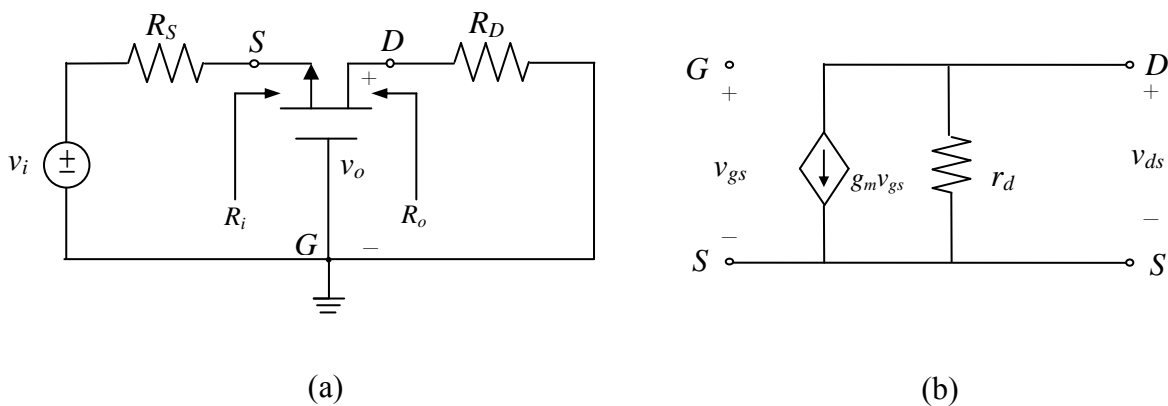 R_S
S
D
R_D
+
v_i
±
R_i
v_o
R_o
G
−
(a)
G
+
v_gs
−
S
g_m v_gs
r_d
D
+
v_ds
−
S
(b)